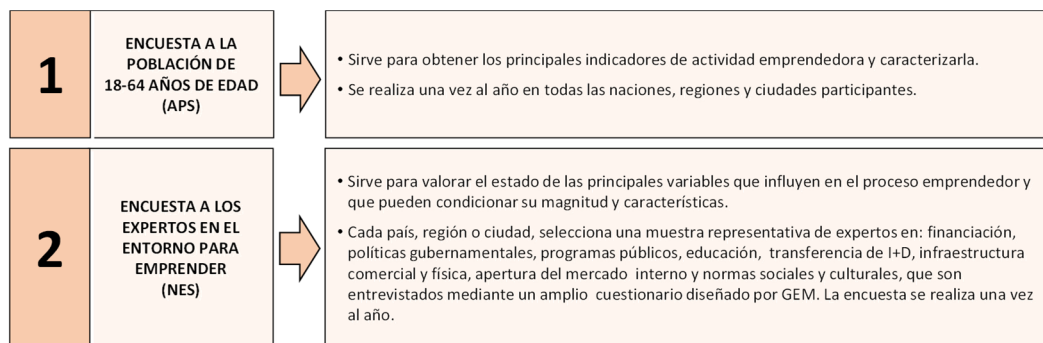 1
ENCUESTA A LA
POBLACIÓN DE
18-64 AÑOS DE EDAD
(APS)
• Sirve para obtener los principales indicadores de actividad emprendedora y caracterizarla.
• Se realiza una vez al año en todas las naciones, regiones y ciudades participantes.
2
ENCUESTA A LOS
EXPERTOS EN EL
ENTORNO PARA
EMPRENDER
(NES)
• Sirve para valorar el estado de las principales variables que influyen en el proceso emprendedor y
que pueden condicionar su magnitud y características.
• Cada país, región o ciudad, selecciona una muestra representativa de expertos en: financiación,
políticas gubernamentales, programas públicos, educación, transferencia de I+D, infraestructura
comercial y física, apertura del mercado interno y normas sociales y culturales, que son
entrevistados mediante un amplio cuestionario diseñado por GEM. La encuesta se realiza una vez
al año.